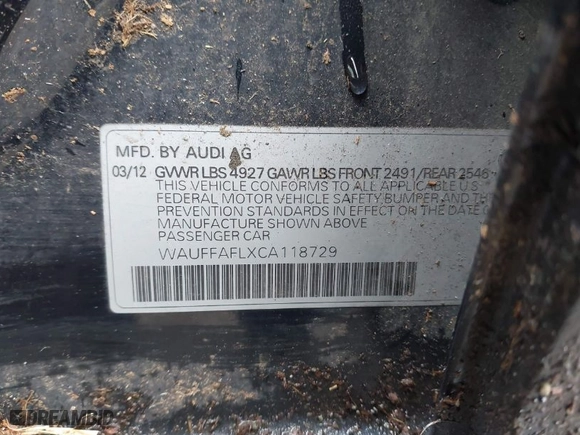 MFD. BY AUDI AG
03/12 GVWR LBS 4927 GAWR LBS FRONT 2491/REAR 2546
THIS VEHICLE CONFORMS TO ALL APPLICABLE U.S
FEDERAL MOTOR VEHICLE SAFETY, BUMPER AND TH
PREVENTION STANDARDS IN EFFECT ON THE DATE O
MANUFACTURE SHOWN ABOVE
PASSENGER CAR
WAUFFAFLXCA118729
DREAMBID